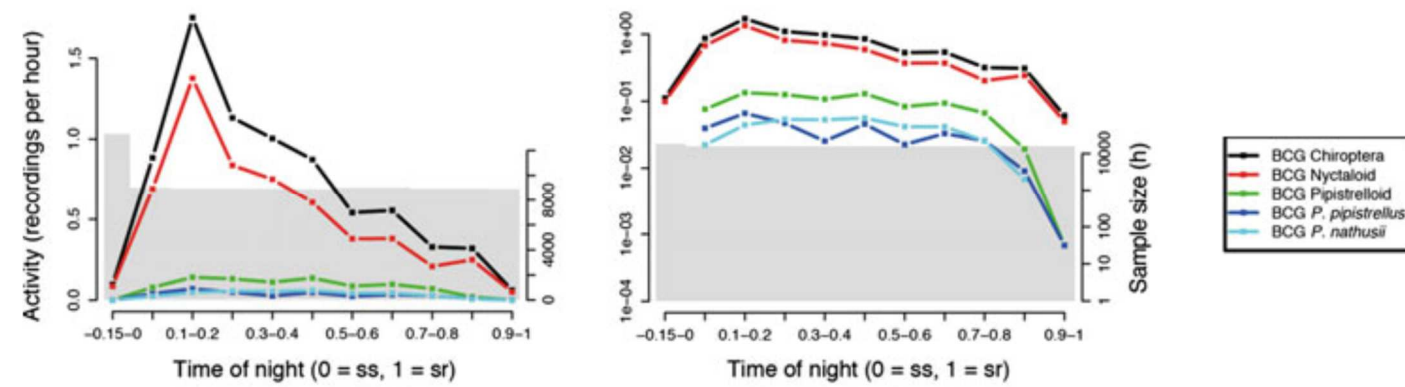 Activity (recordings per hour)
1.5
1.0
0.5
0.0
8000
4000
0
−0.15−0
0.1−0.2
0.3−0.4
0.5−0.6
0.7−0.8
0.9−1
Time of night (0 = ss, 1 = sr)
1e+00
1e−01
1e−02
1e−03
1e−04
10000
100
10
1
Sample size (h)
−0.15−0
0.1−0.2
0.3−0.4
0.5−0.6
0.7−0.8
0.9−1
Time of night (0 = ss, 1 = sr)
BCG Chiroptera
BCG Nyctaloid
BCG Pipistrelloid
BCG P. pipistrellus
BCG P. nathusii